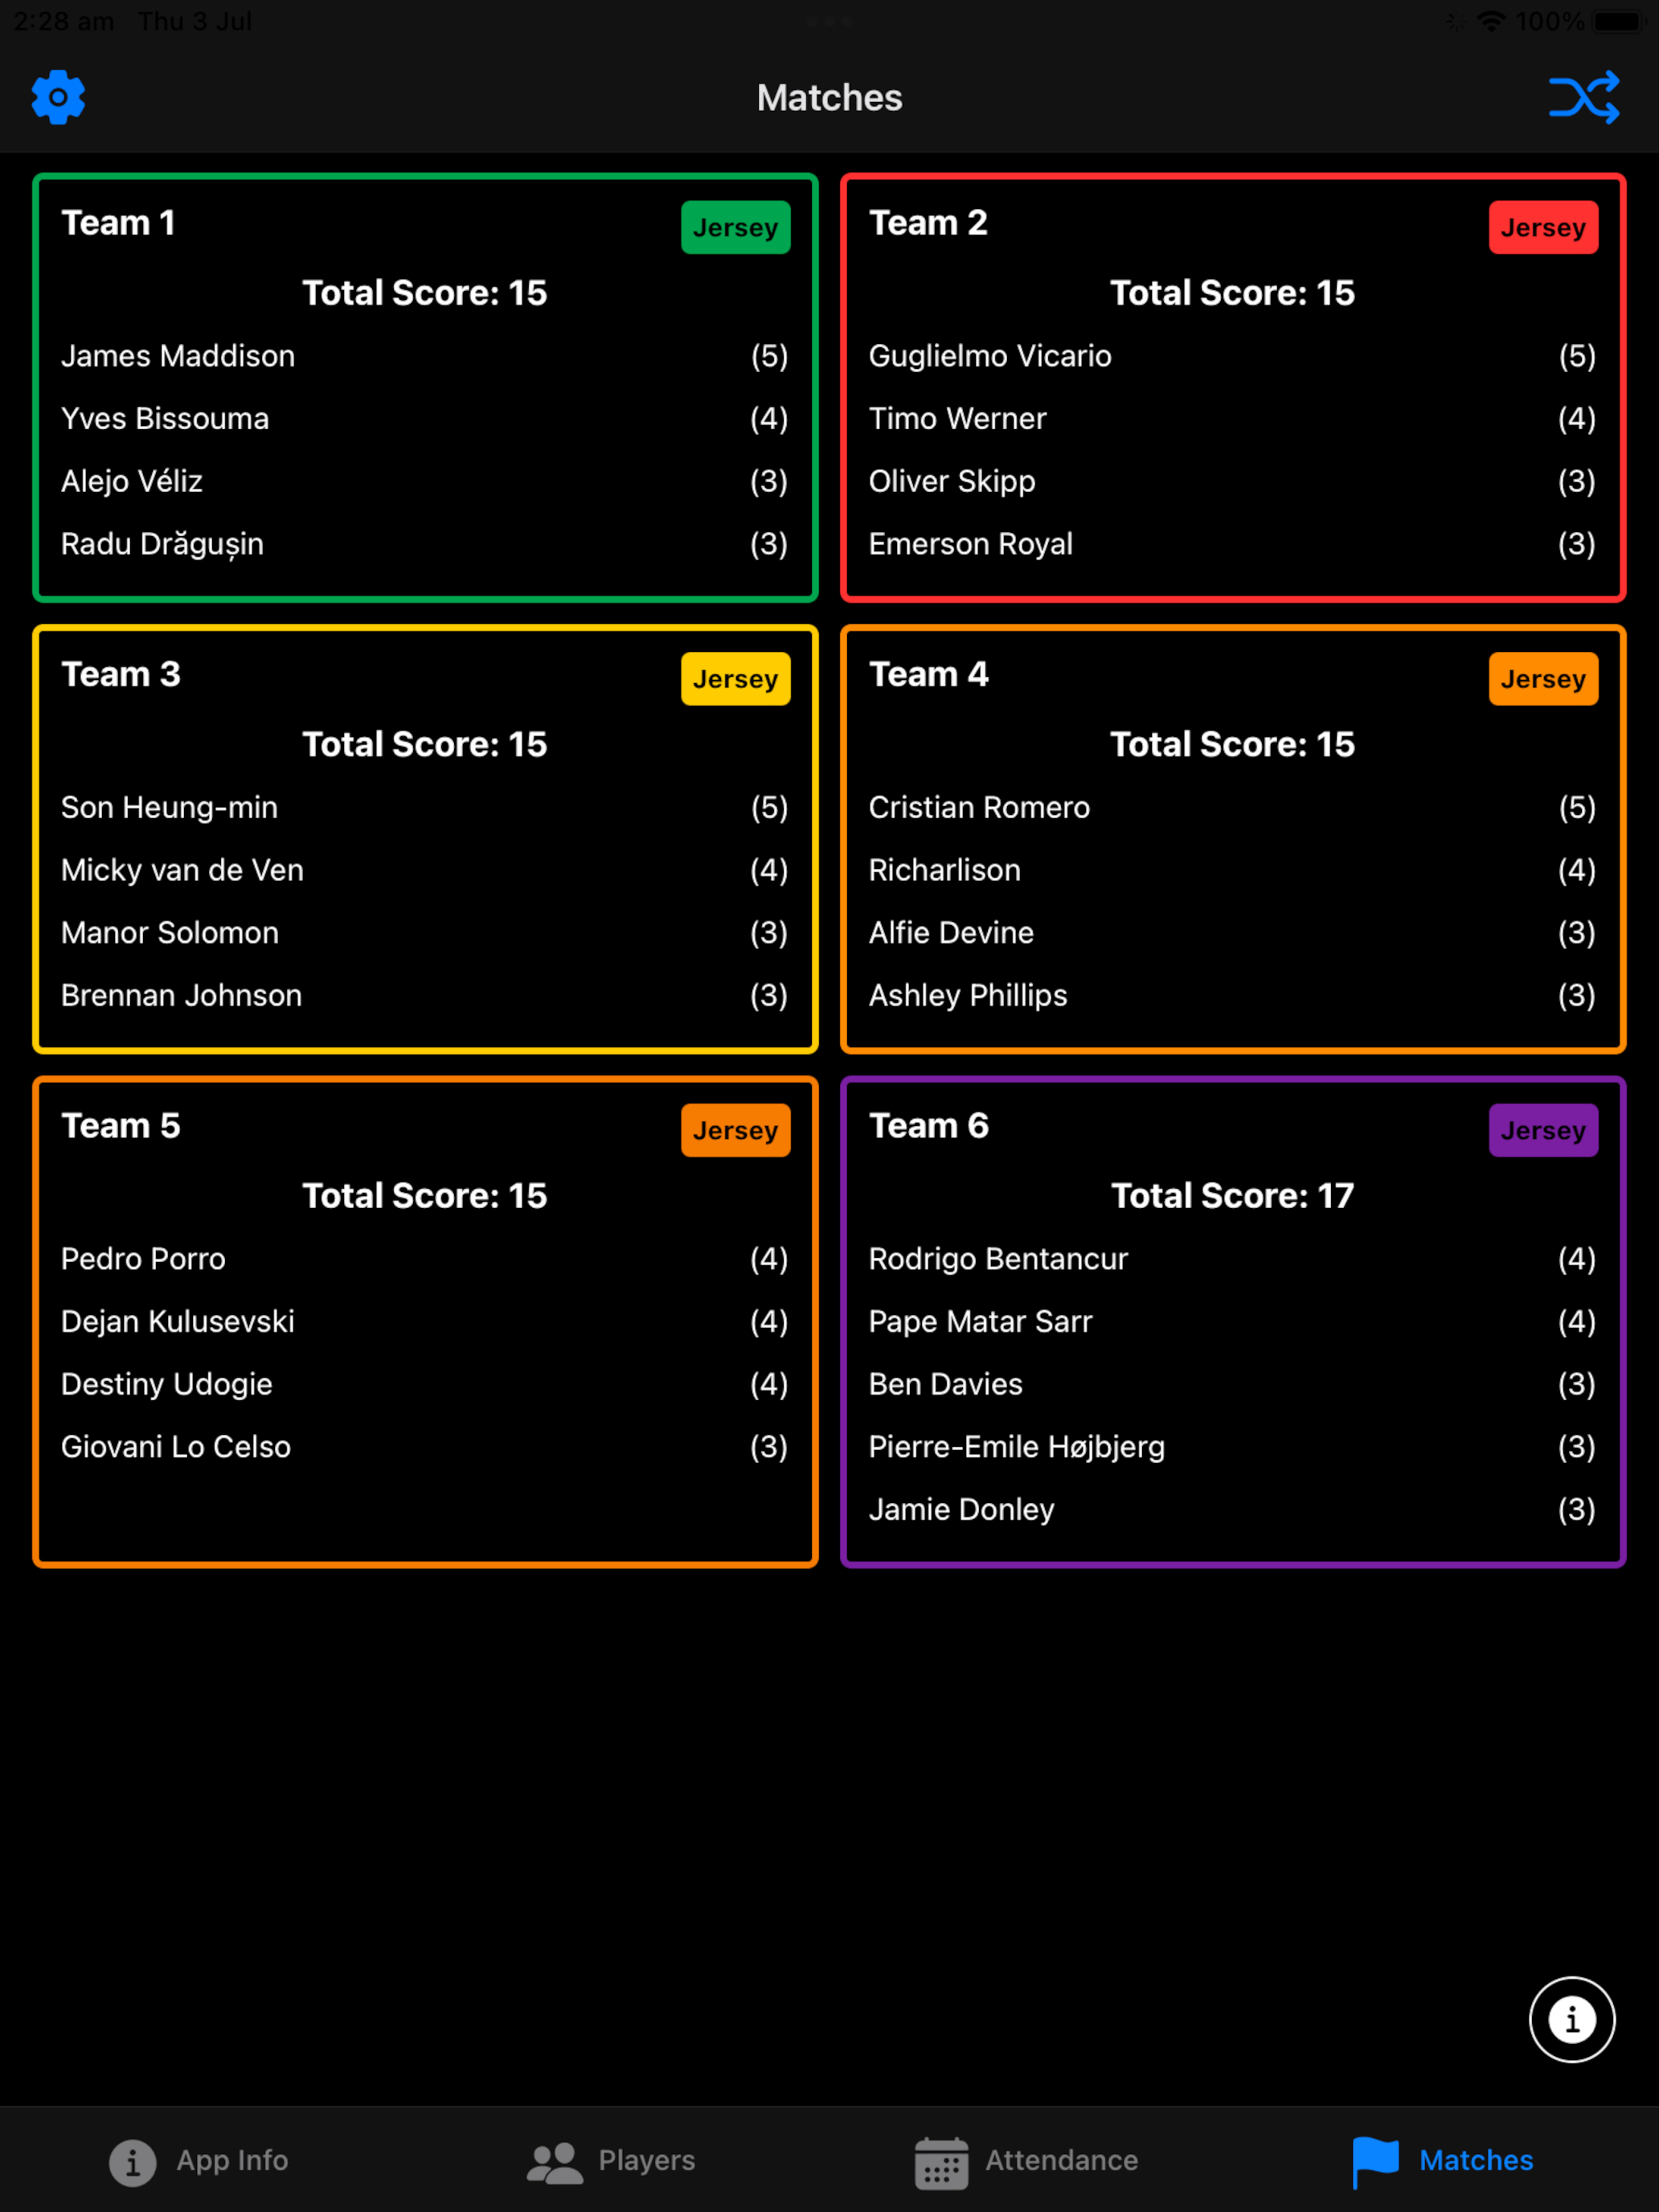 2:28 am Thu 3 Jul
100%
Matches
Team 1
Jersey
Total Score: 15
James Maddison (5)
Yves Bissouma (4)
Alejo Véliz (3)
Radu Drăgușin (3)
Team 2
Jersey
Total Score: 15
Guglielmo Vicario (5)
Timo Werner (4)
Oliver Skipp (3)
Emerson Royal (3)
Team 3
Jersey
Total Score: 15
Son Heung-min (5)
Micky van de Ven (4)
Manor Solomon (3)
Brennan Johnson (3)
Team 4
Jersey
Total Score: 15
Cristian Romero (5)
Richarlison (4)
Alfie Devine (3)
Ashley Phillips (3)
Team 5
Jersey
Total Score: 15
Pedro Porro (4)
Dejan Kulusevski (4)
Destiny Udogie (4)
Giovani Lo Celso (3)
Team 6
Jersey
Total Score: 17
Rodrigo Bentancur (4)
Pape Matar Sarr (4)
Ben Davies (3)
Pierre-Emile Højbjerg (3)
Jamie Donley (3)
App Info
Players
Attendance
Matches